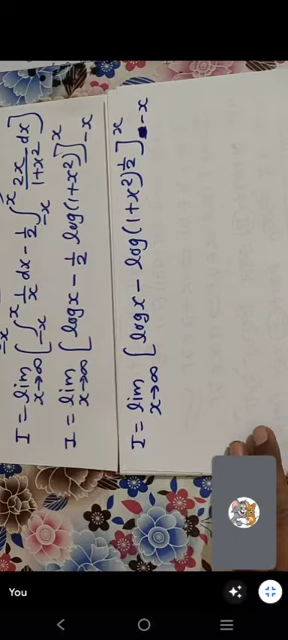 I = lim x→∞ [∫_{-x}^{x} 1/x dx - 1/2 ∫_{-x}^{x} 2x/(1+x²) dx]
I = lim x→∞ [log x - 1/2 log(1+x²)]_{-x}^{x}
I = lim x→∞ [log x - log(1+x²)^{1/2}]_{-x}^{x}
You